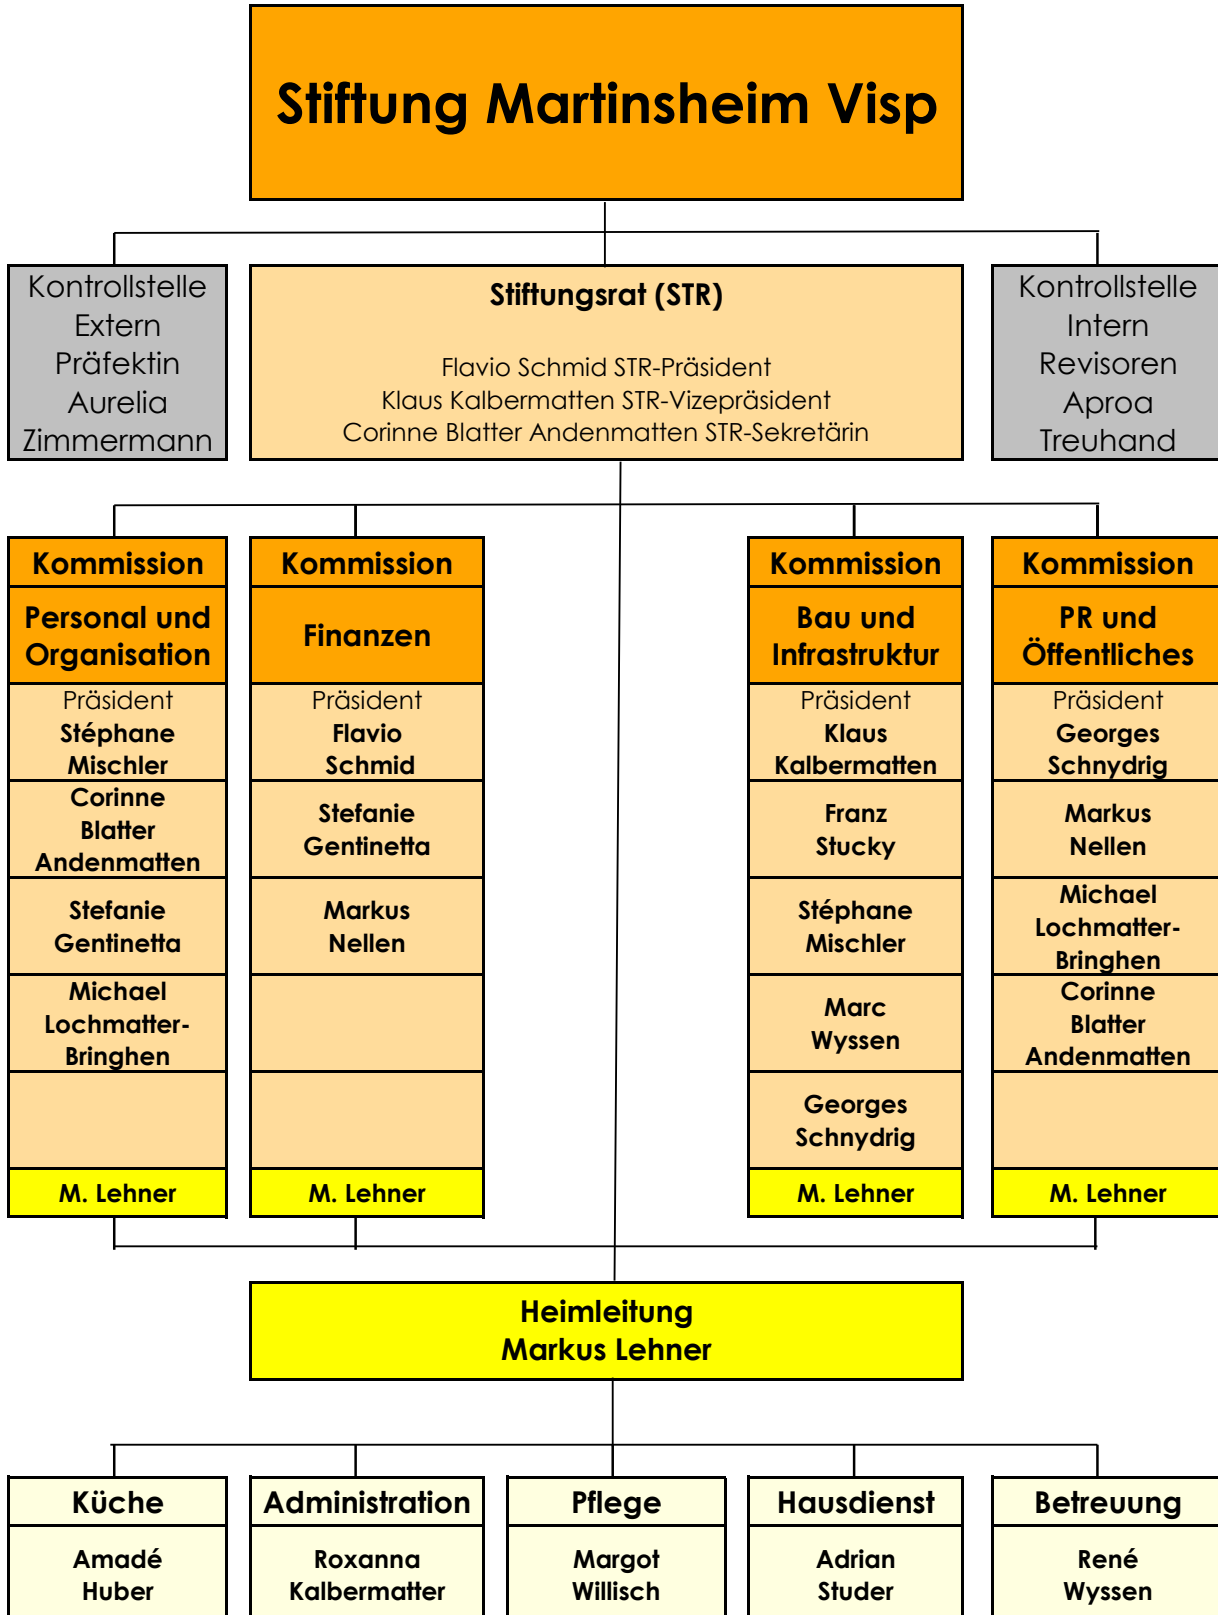 Stiftung Martinsheim Visp
Kontrollstelle
Extern
Präfektin
Aurelia
Zimmermann
Stiftungsrat (STR)
Flavio Schmid STR-Präsident
Klaus Kalbermatten STR-Vizepräsident
Corinne Blatter Andenmatten STR-Sekretärin
Kontrollstelle
Intern
Revisoren
Aproa
Treuhand
Kommission
Personal und
Organisation
Präsident
Stéphane
Mischler
Corinne
Blatter
Andenmatten
Stefanie
Gentinetta
Michael
Lochmatter-
Bringhen
M. Lehner
Kommission
Finanzen
Präsident
Flavio
Schmid
Stefanie
Gentinetta
Markus
Nellen
M. Lehner
Kommission
Bau und
Infrastruktur
Präsident
Klaus
Kalbermatten
Franz
Stucky
Stéphane
Mischler
Marc
Wyssen
Georges
Schnydrig
M. Lehner
Kommission
PR und
Öffentliches
Präsident
Georges
Schnydrig
Markus
Nellen
Michael
Lochmatter-
Bringhen
Corinne
Blatter
Andenmatten
M. Lehner
Heimleitung
Markus Lehner
Küche
Amadé
Huber
Administration
Roxanna
Kalbermatter
Pflege
Margot
Willisch
Hausdienst
Adrian
Studer
Betreuung
René
Wyssen